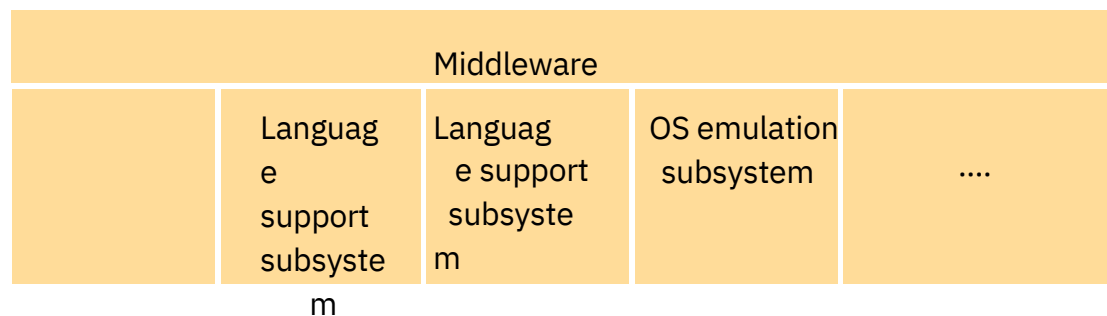 Middleware
Languag
e
support
subsyste
m
Languag
e support
subsyste
m
OS emulation
subsystem
....